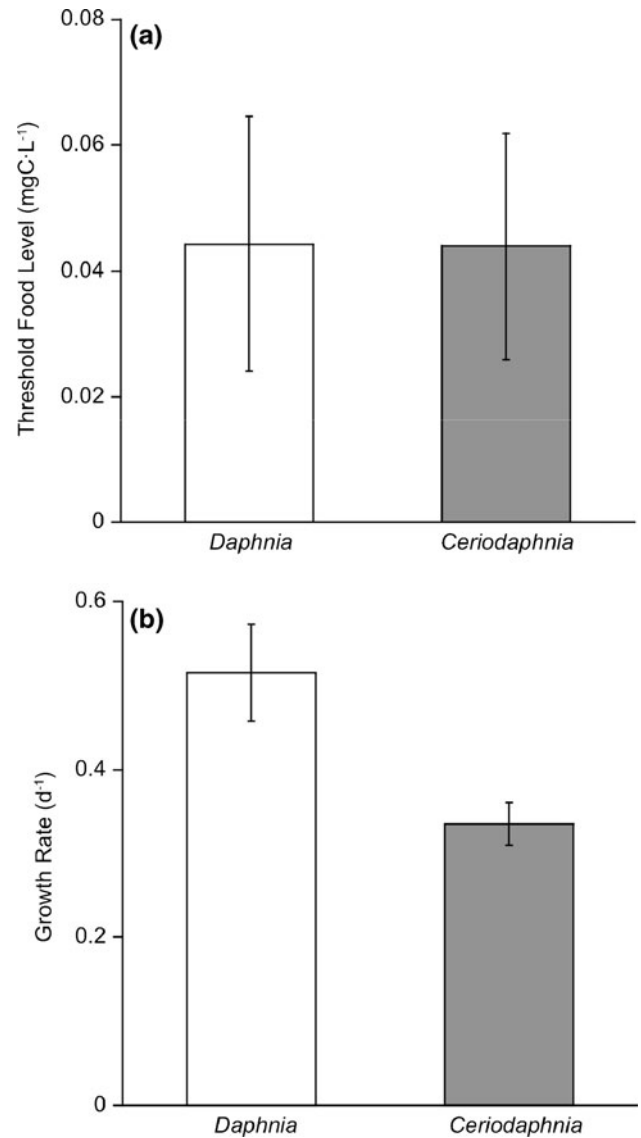 (a)
Threshold Food Level (mgC·L-1)
0.08
0.06
0.04
0.02
0
Daphnia Ceriodaphnia
(b)
Growth Rate (d-1)
0.6
0.4
0.2
0
Daphnia Ceriodaphnia